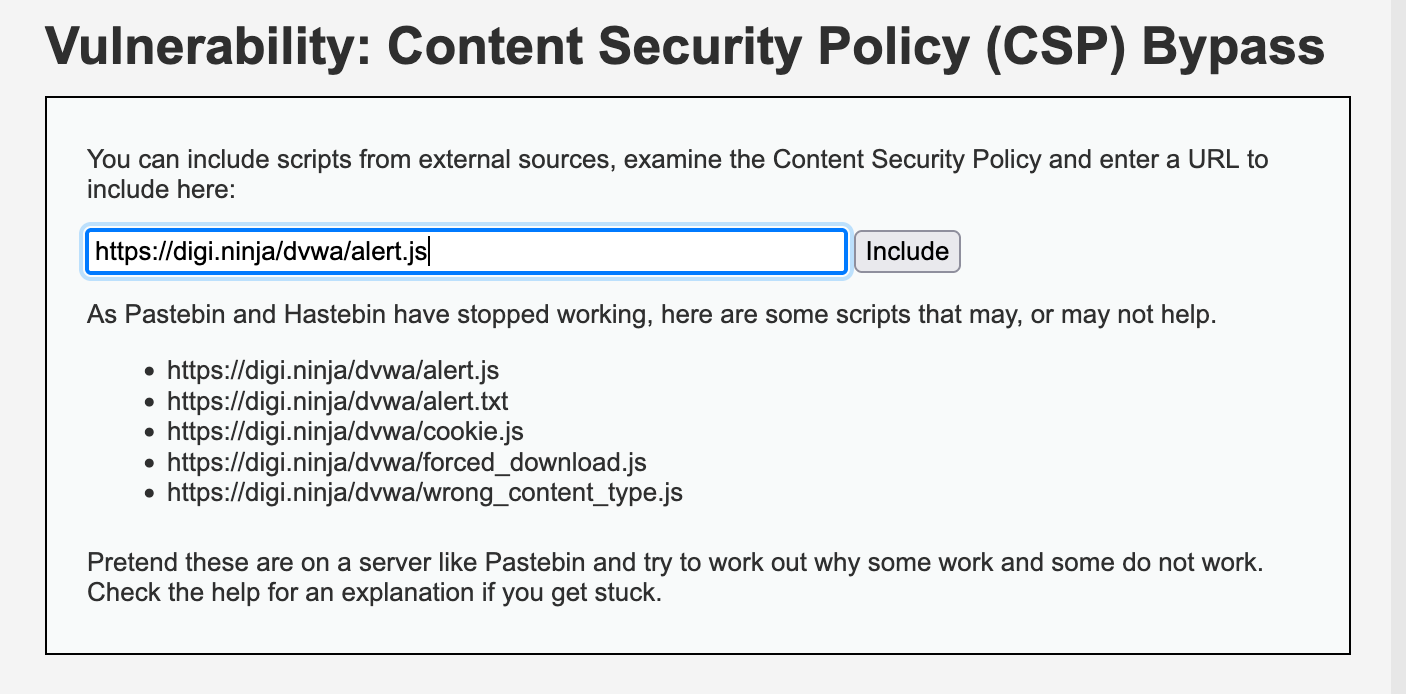 Vulnerability: Content Security Policy (CSP) Bypass
You can include scripts from external sources, examine the Content Security Policy and enter a URL to
include here:
https://digi.ninja/dvwa/alert.js Include
As Pastebin and Hastebin have stopped working, here are some scripts that may, or may not help.
• https://digi.ninja/dvwa/alert.js
• https://digi.ninja/dvwa/alert.txt
• https://digi.ninja/dvwa/cookie.js
• https://digi.ninja/dvwa/forced_download.js
• https://digi.ninja/dvwa/wrong_content_type.js
Pretend these are on a server like Pastebin and try to work out why some work and some do not work.
Check the help for an explanation if you get stuck.